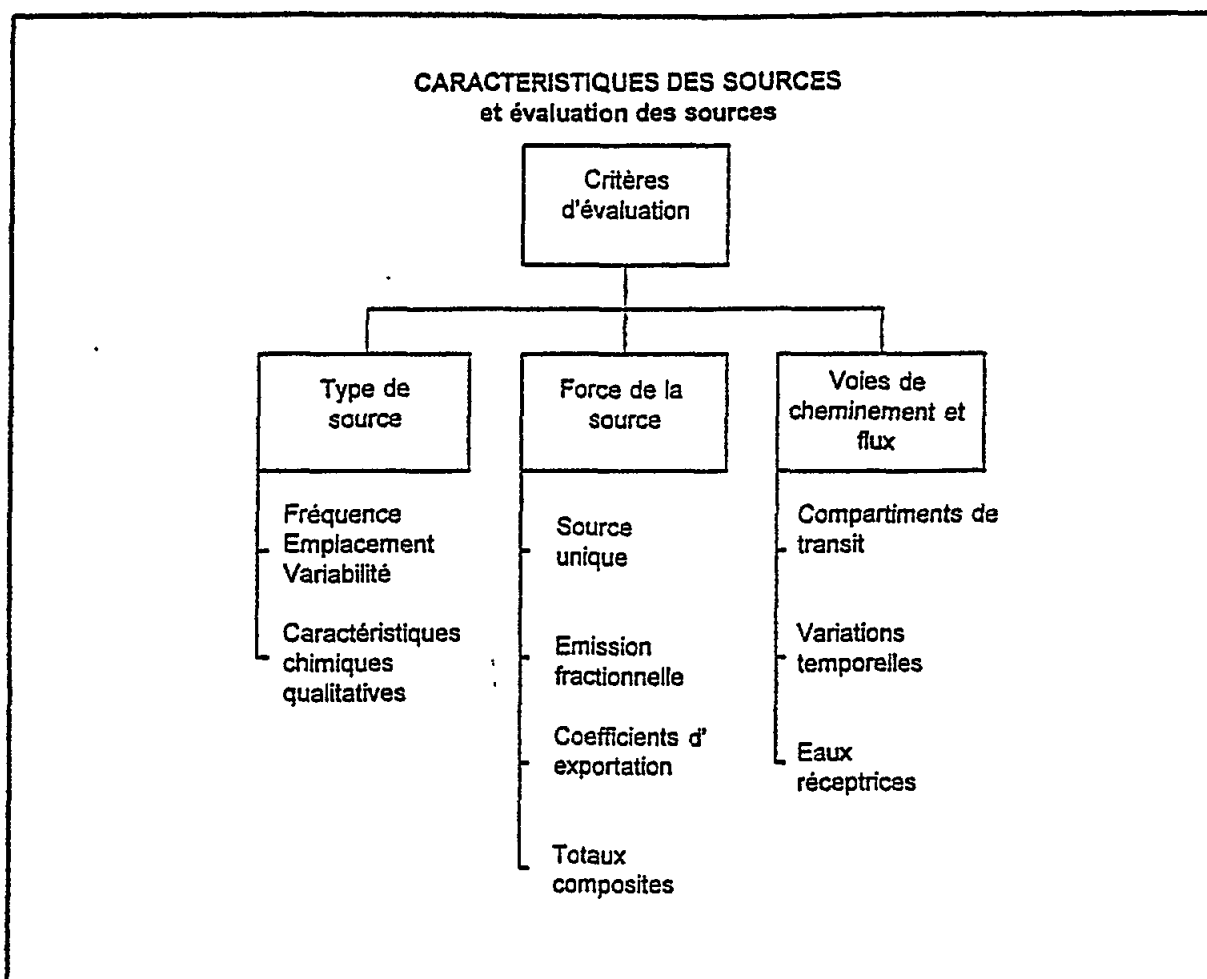 CARACTERISTIQUES DES SOURCES
et évaluation des sources
Critères
d'évaluation
Type de
source
Fréquence
Emplacement
Variabilité
Caractéristiques
chimiques
qualitatives
Force de la
source
Source
unique
Emission
fractionnelle
Coefficients d'
exportation
Totaux
composites
Voies de
cheminement et
flux
Compartiments de
transit
Variations
temporelles
Eaux
réceptrices